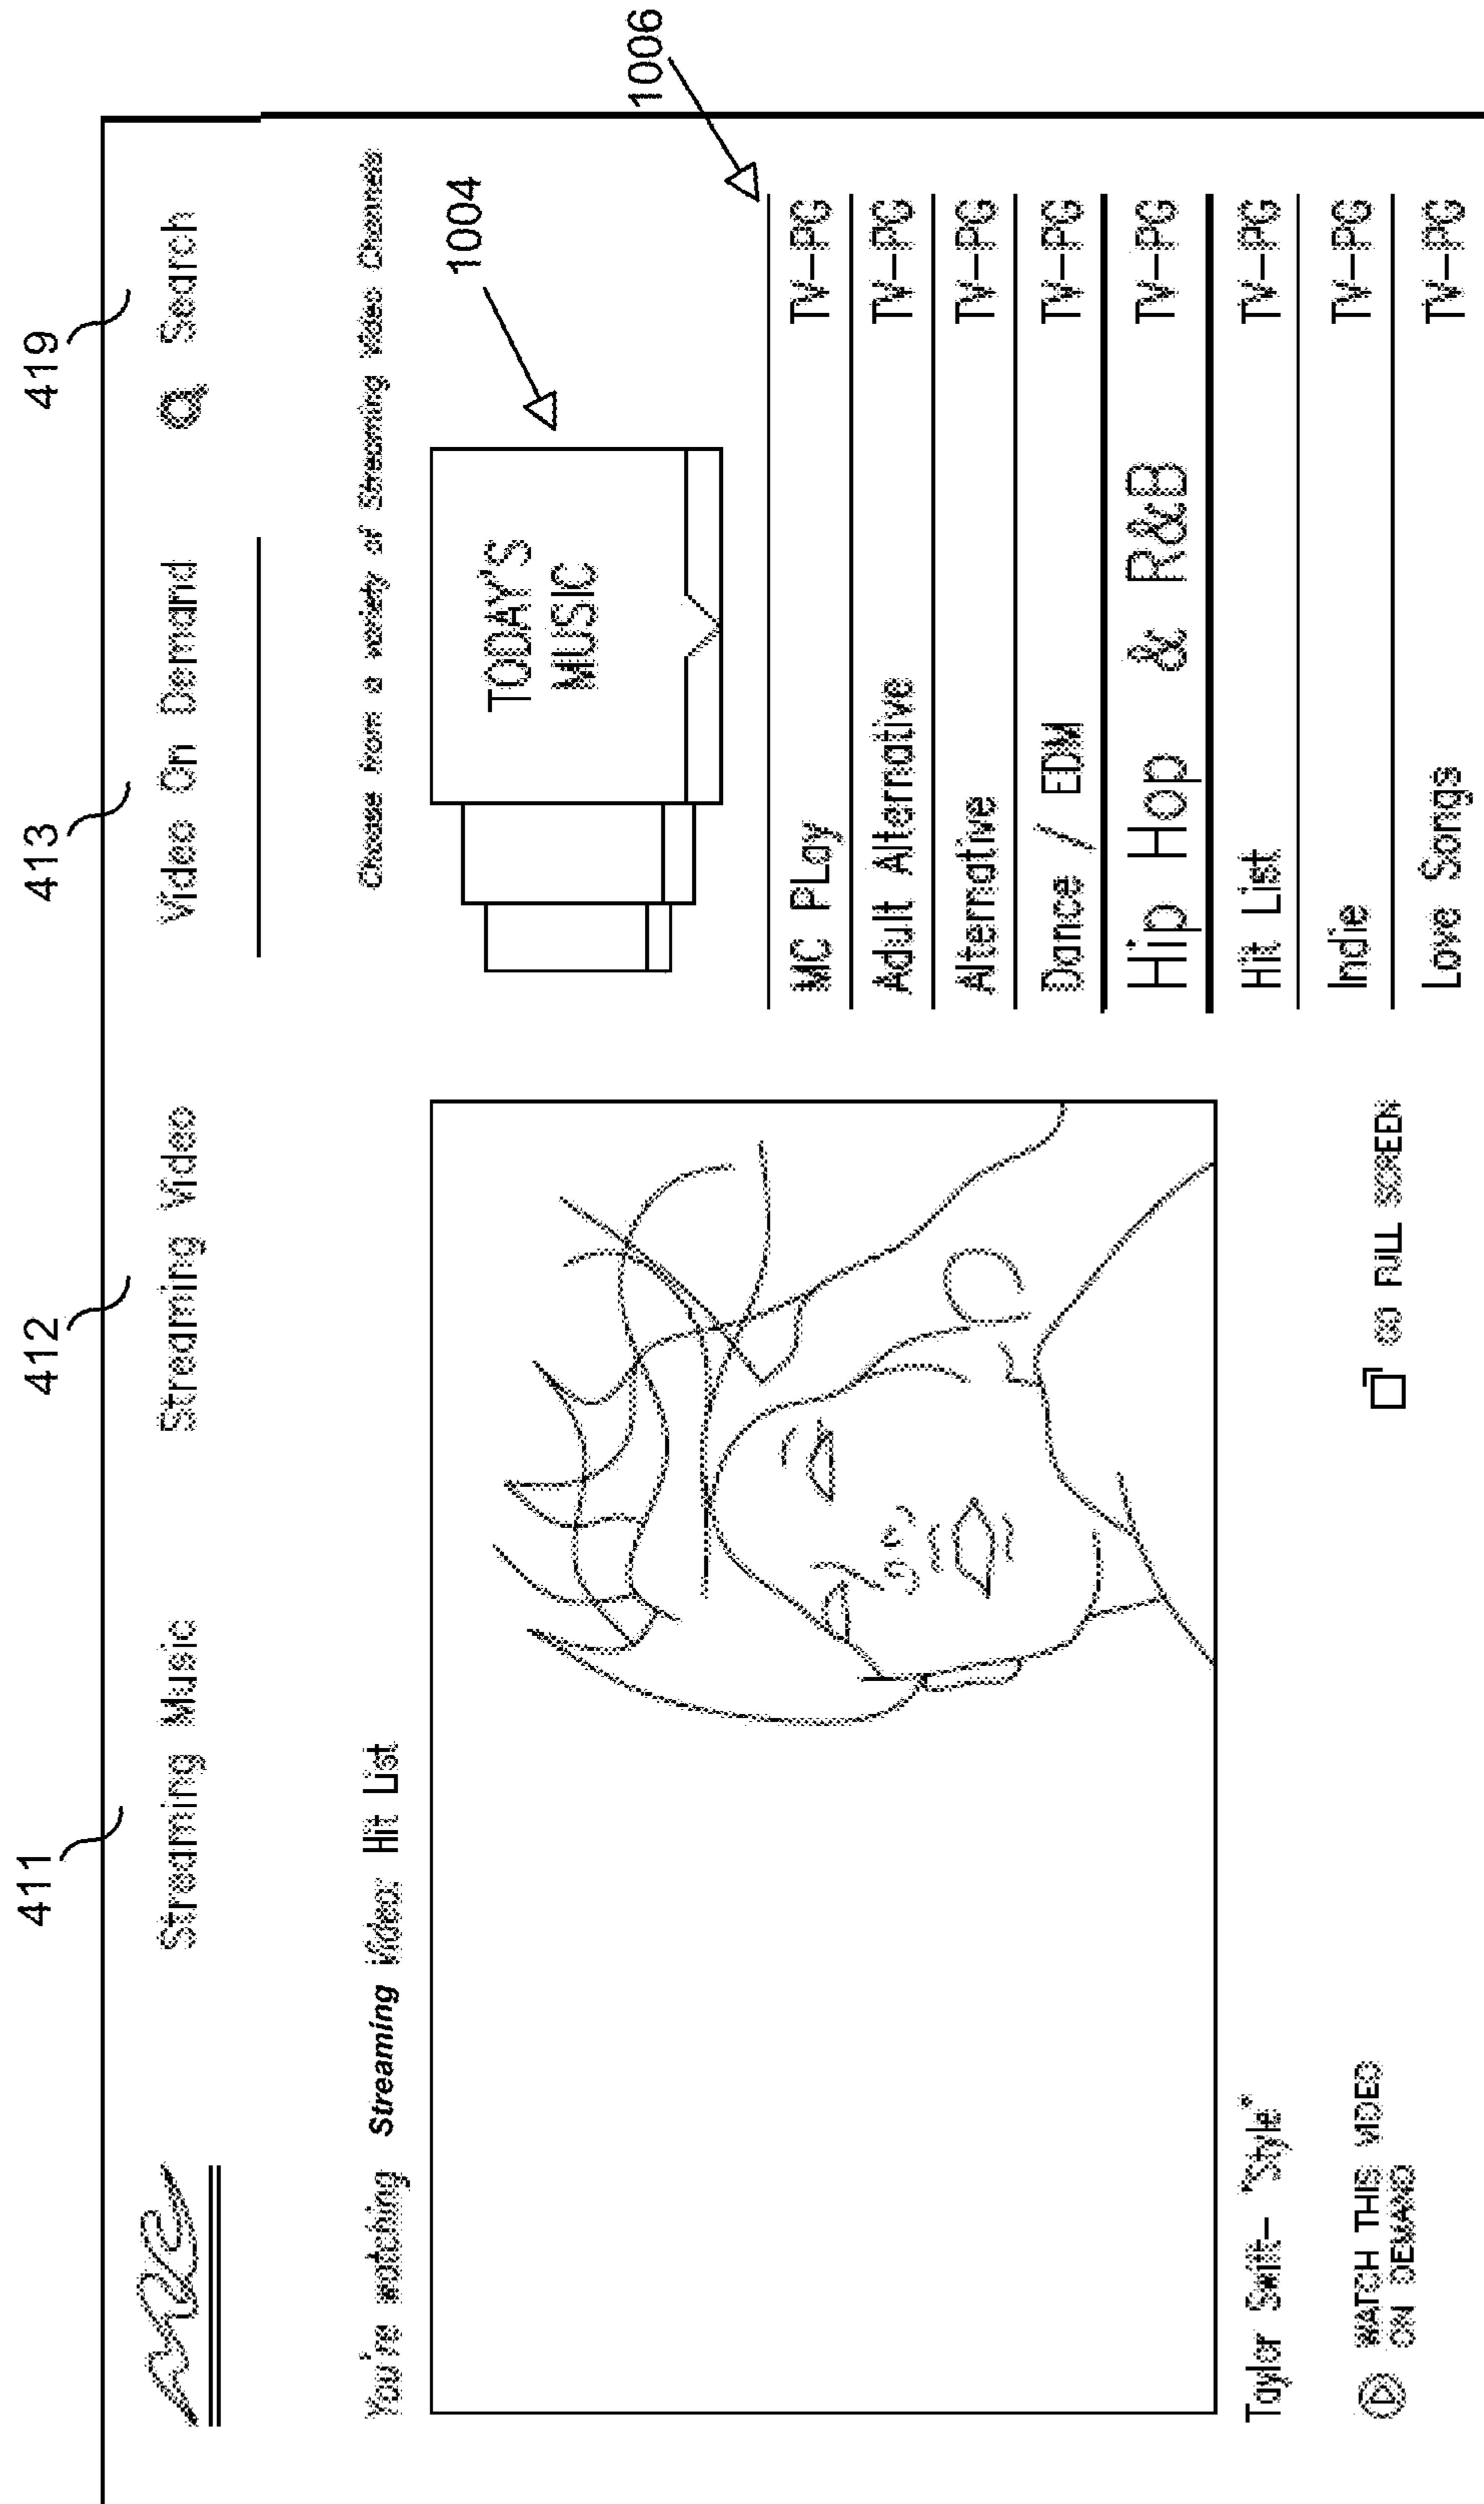 411
412
413
419
Streaming Music
Streaming Video
Video On Demand
Search
You're watching Streaming Video: Hit List
Choose from a variety of Streaming Video Channels
1004
TODAY'S
MUSIC
1006
MC PLay TV-PG
Adult Alternative TV-PG
Alternative TV-PG
Dance / EDM TV-PG
Hip Hop & R&B TV-PG
Hit List TV-PG
Indie TV-PG
Love Songs TV-PG
Taylor Swift- "Style"
WATCH THIS VIDEO
ON DEMAND
GO FULL SCREEN